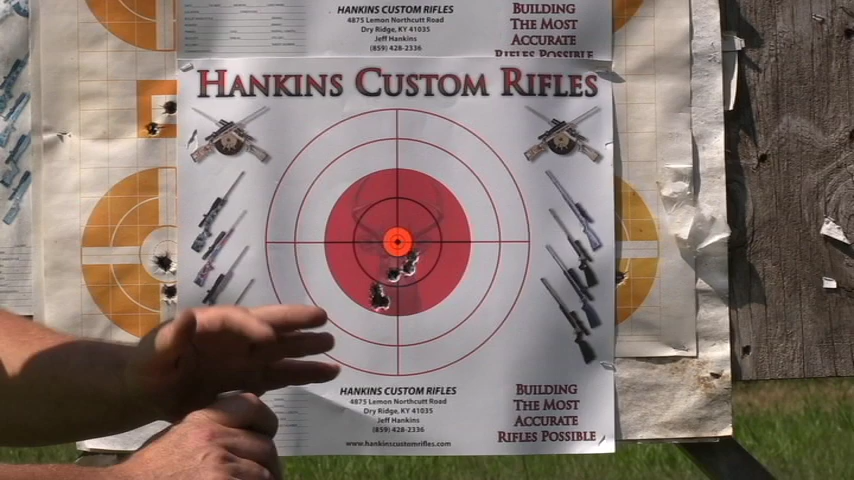 HANKINS CUSTOM RIFLES
4875 Lemon Northcutt Road
Dry Ridge, KY 41035
Jeff Hankins
(859) 428-2336
BUILDING
THE MOST
ACCURATE
RIFLES POSSIBLE
HANKINS CUSTOM RIFLES
HANKINS CUSTOM RIFLES
4875 Lemon Northcutt Road
Dry Ridge, KY 41035
Jeff Hankins
(859) 428-2336
www.hankinscustomrifles.com
BUILDING
THE MOST
ACCURATE
RIFLES POSSIBLE